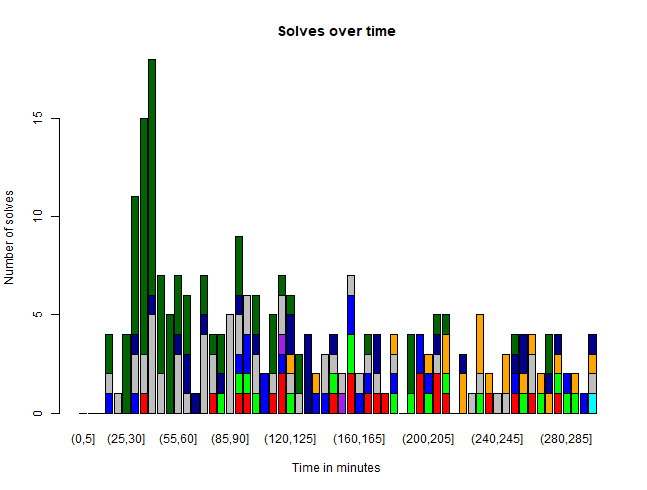 Solves over time
Number of solves
15
10
5
0
(0,5] (25,30] (55,60] (85,90] (120,125] (160,165] (200,205] (240,245] (280,285]
Time in minutes